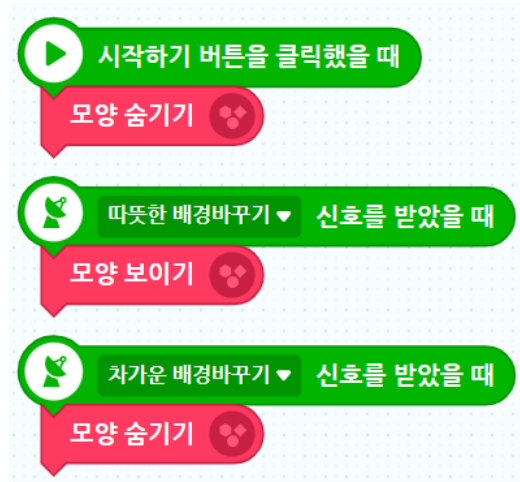 시작하기 버튼을 클릭했을 때
모양 숨기기
따뜻한 배경바꾸기 신호를 받았을 때
모양 보이기
차가운 배경바꾸기 신호를 받았을 때
모양 숨기기